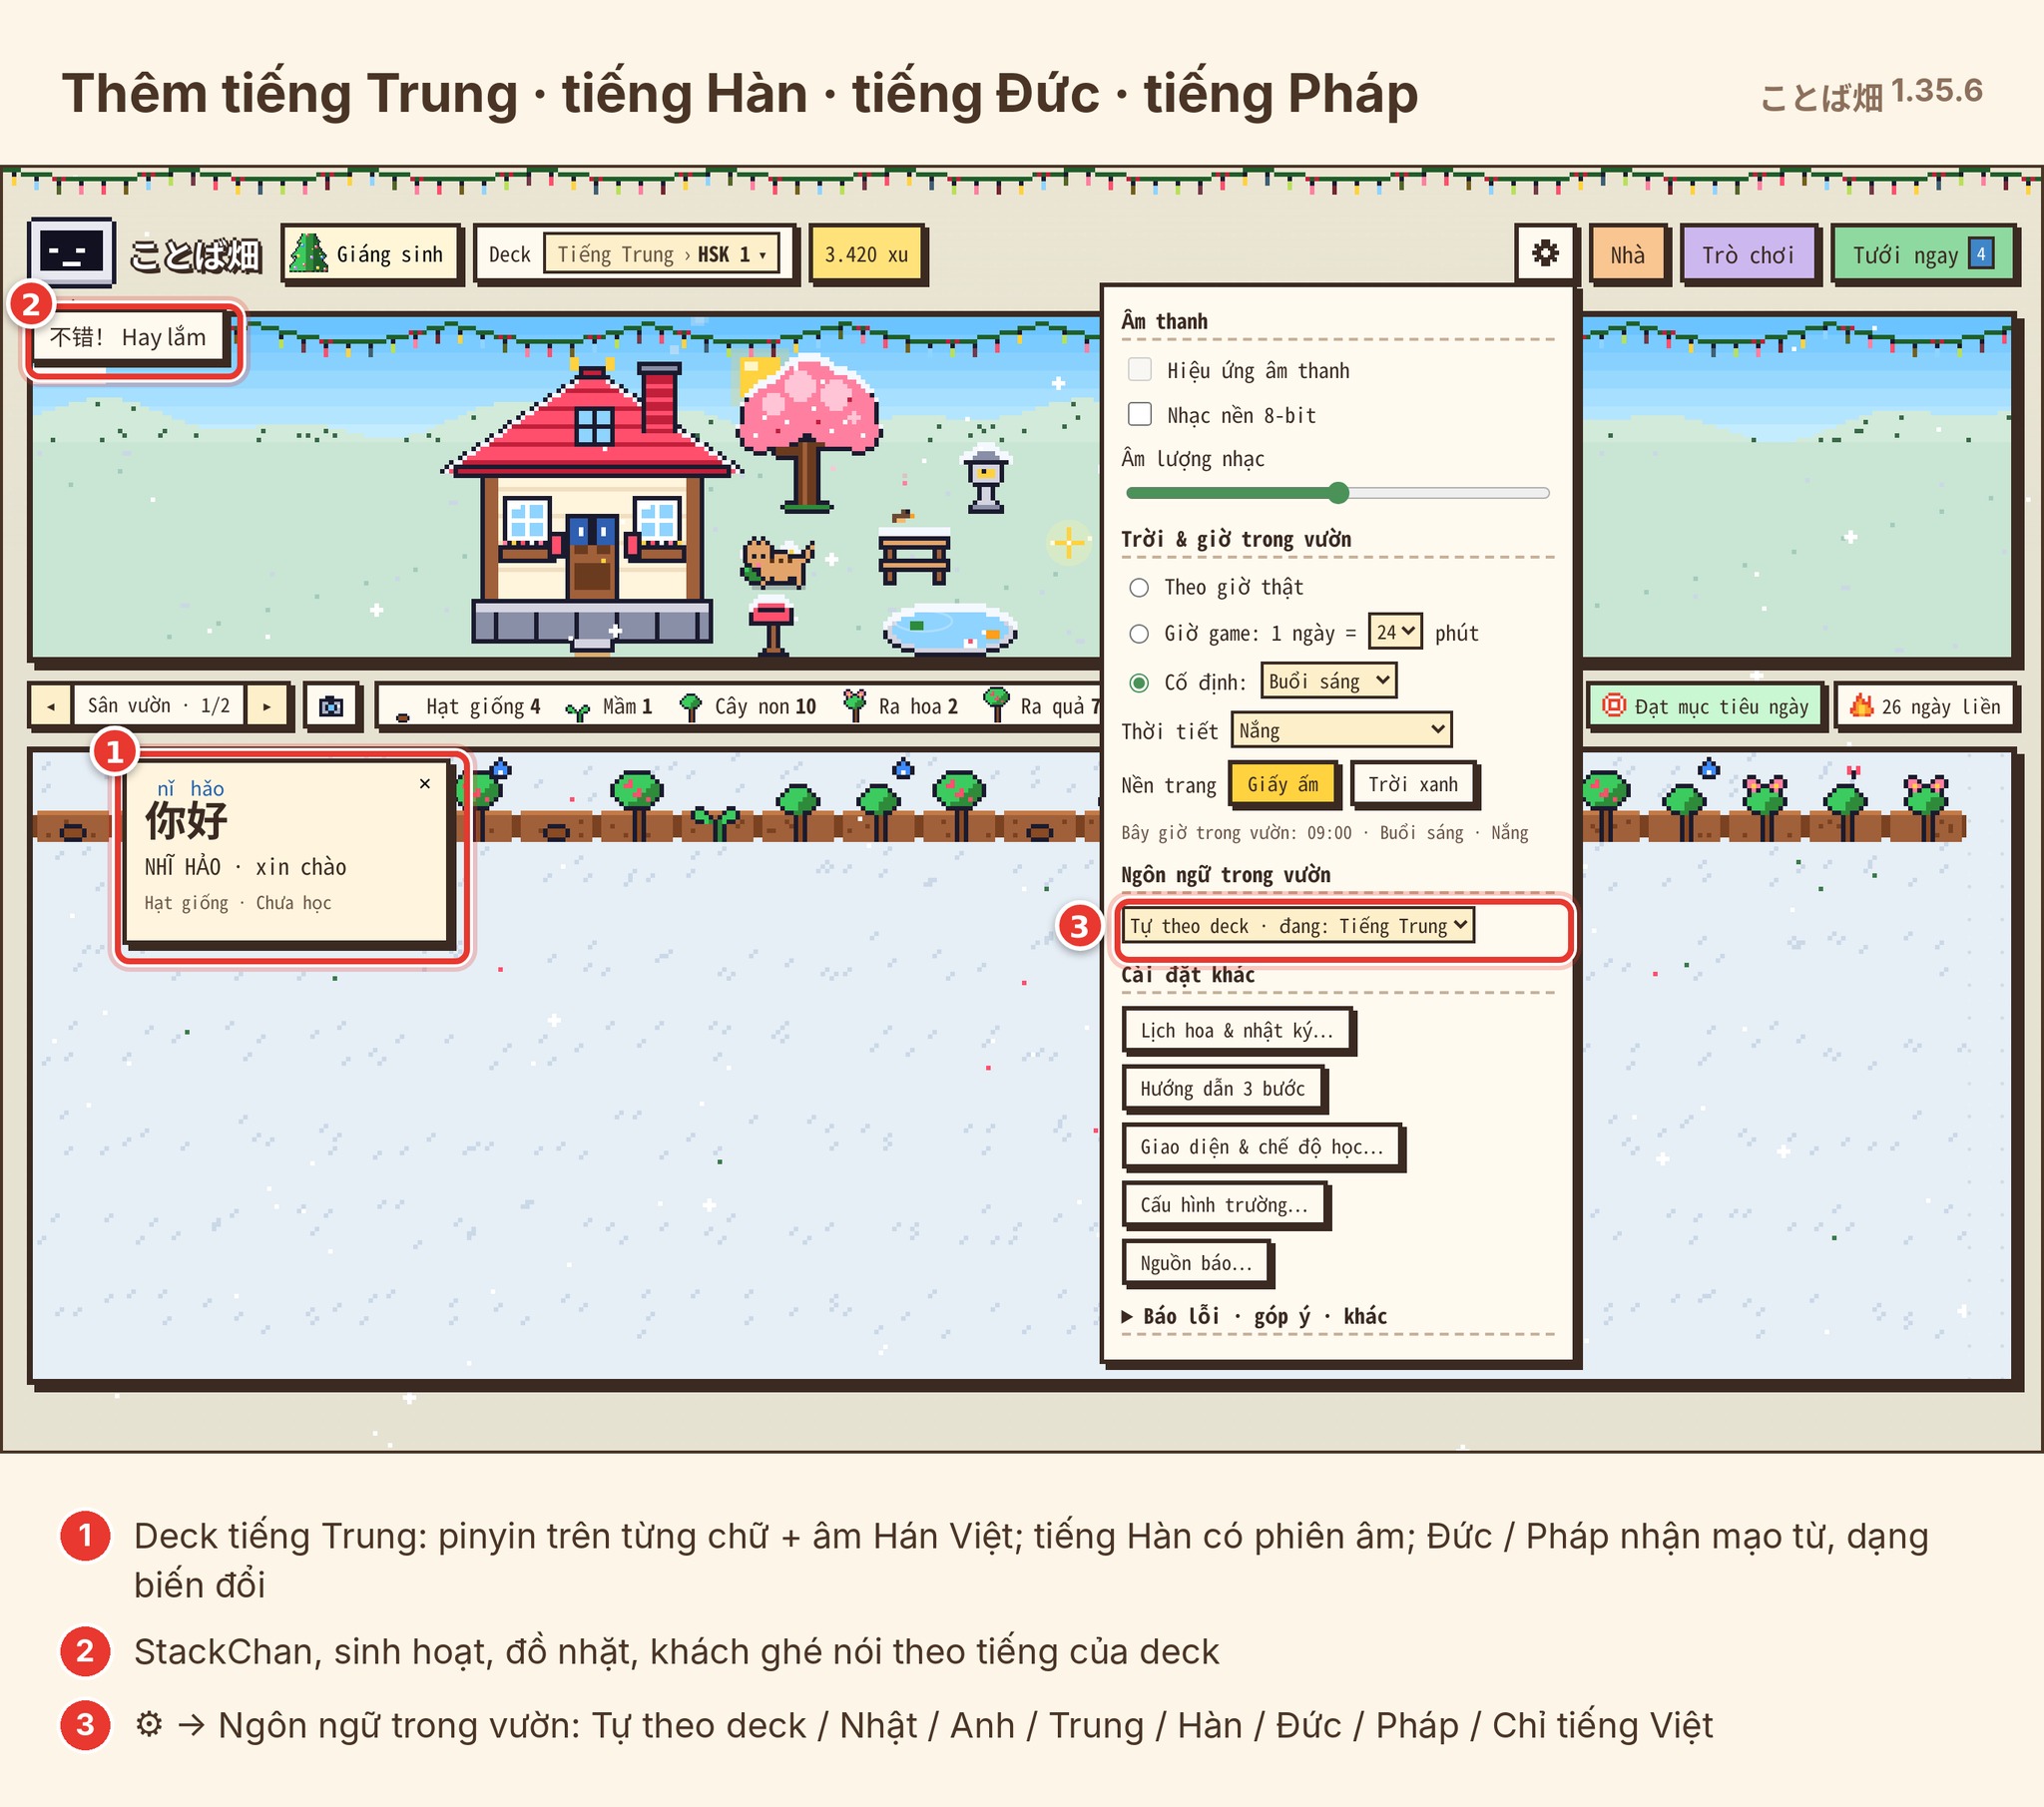 Thêm tiếng Trung · tiếng Hàn · tiếng Đức · tiếng Pháp
ことば畑 1.35.6
ことば畑
Giáng sinh
Deck Tiếng Trung › HSK 1 ▾
3.420 xu
Nhà
Trò chơi
Tưới ngay 4
2
不错! Hay lắm
Âm thanh
Hiệu ứng âm thanh
Nhạc nền 8-bit
Âm lượng nhạc
Trời & giờ trong vườn
Theo giờ thật
Giờ game: 1 ngày = 24 phút
Cố định: Buổi sáng
Thời tiết Nắng
Nền trang Giấy ấm Trời xanh
Bây giờ trong vườn: 09:00 · Buổi sáng · Nắng
Ngôn ngữ trong vườn
3
Tự theo deck · đang: Tiếng Trung
Cài đặt khác
Lịch hoa & nhật ký...
Hướng dẫn 3 bước
Giao diện & chế độ học...
Cấu hình trường...
Nguồn báo...
▶ Báo lỗi · góp ý · khác
◂ Sân vườn · 1/2 ▸
Hạt giống 4 Mầm 1 Cây non 10 Ra hoa 2 Ra quả 7
Đạt mục tiêu ngày
26 ngày liền
1
nǐ hǎo
你好
×
NHĨ HẢO · xin chào
Hạt giống · Chưa học
1 Deck tiếng Trung: pinyin trên từng chữ + âm Hán Việt; tiếng Hàn có phiên âm; Đức / Pháp nhận mạo từ, dạng
biến đổi
2 StackChan, sinh hoạt, đồ nhặt, khách ghé nói theo tiếng của deck
3 ⚙ → Ngôn ngữ trong vườn: Tự theo deck / Nhật / Anh / Trung / Hàn / Đức / Pháp / Chỉ tiếng Việt